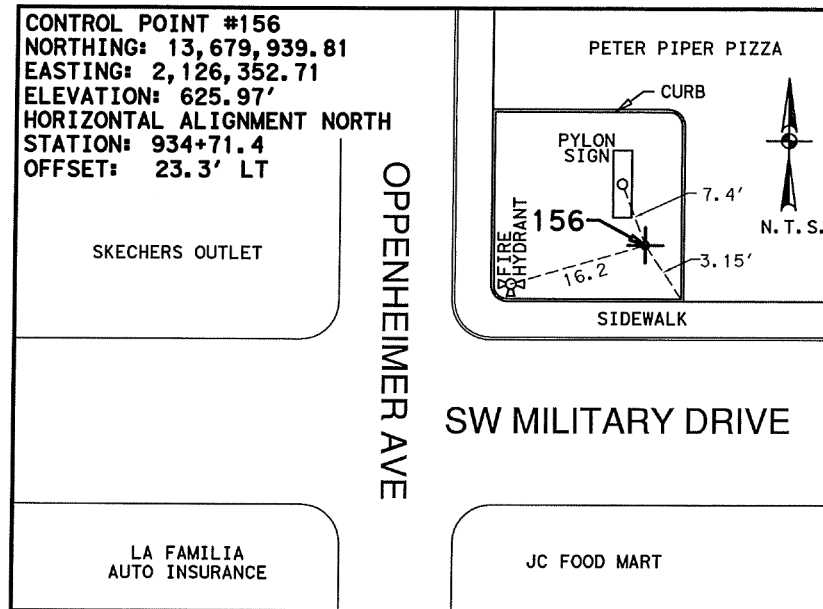 CONTROL POINT #156
NORTHING: 13,679,939.81
EASTING: 2,126,352.71
ELEVATION: 625.97'
HORIZONTAL ALIGNMENT NORTH
STATION: 934+71.4
OFFSET: 23.3' LT
PETER PIPER PIZZA
CURB
PYLON
SIGN
7.4'
N.T.S.
156
FIRE
HYDRANT
16.2
3.15'
SIDEWALK
SKECHERS OUTLET
OPPENHEIMER AVE
SW MILITARY DRIVE
LA FAMILIA
AUTO INSURANCE
JC FOOD MART